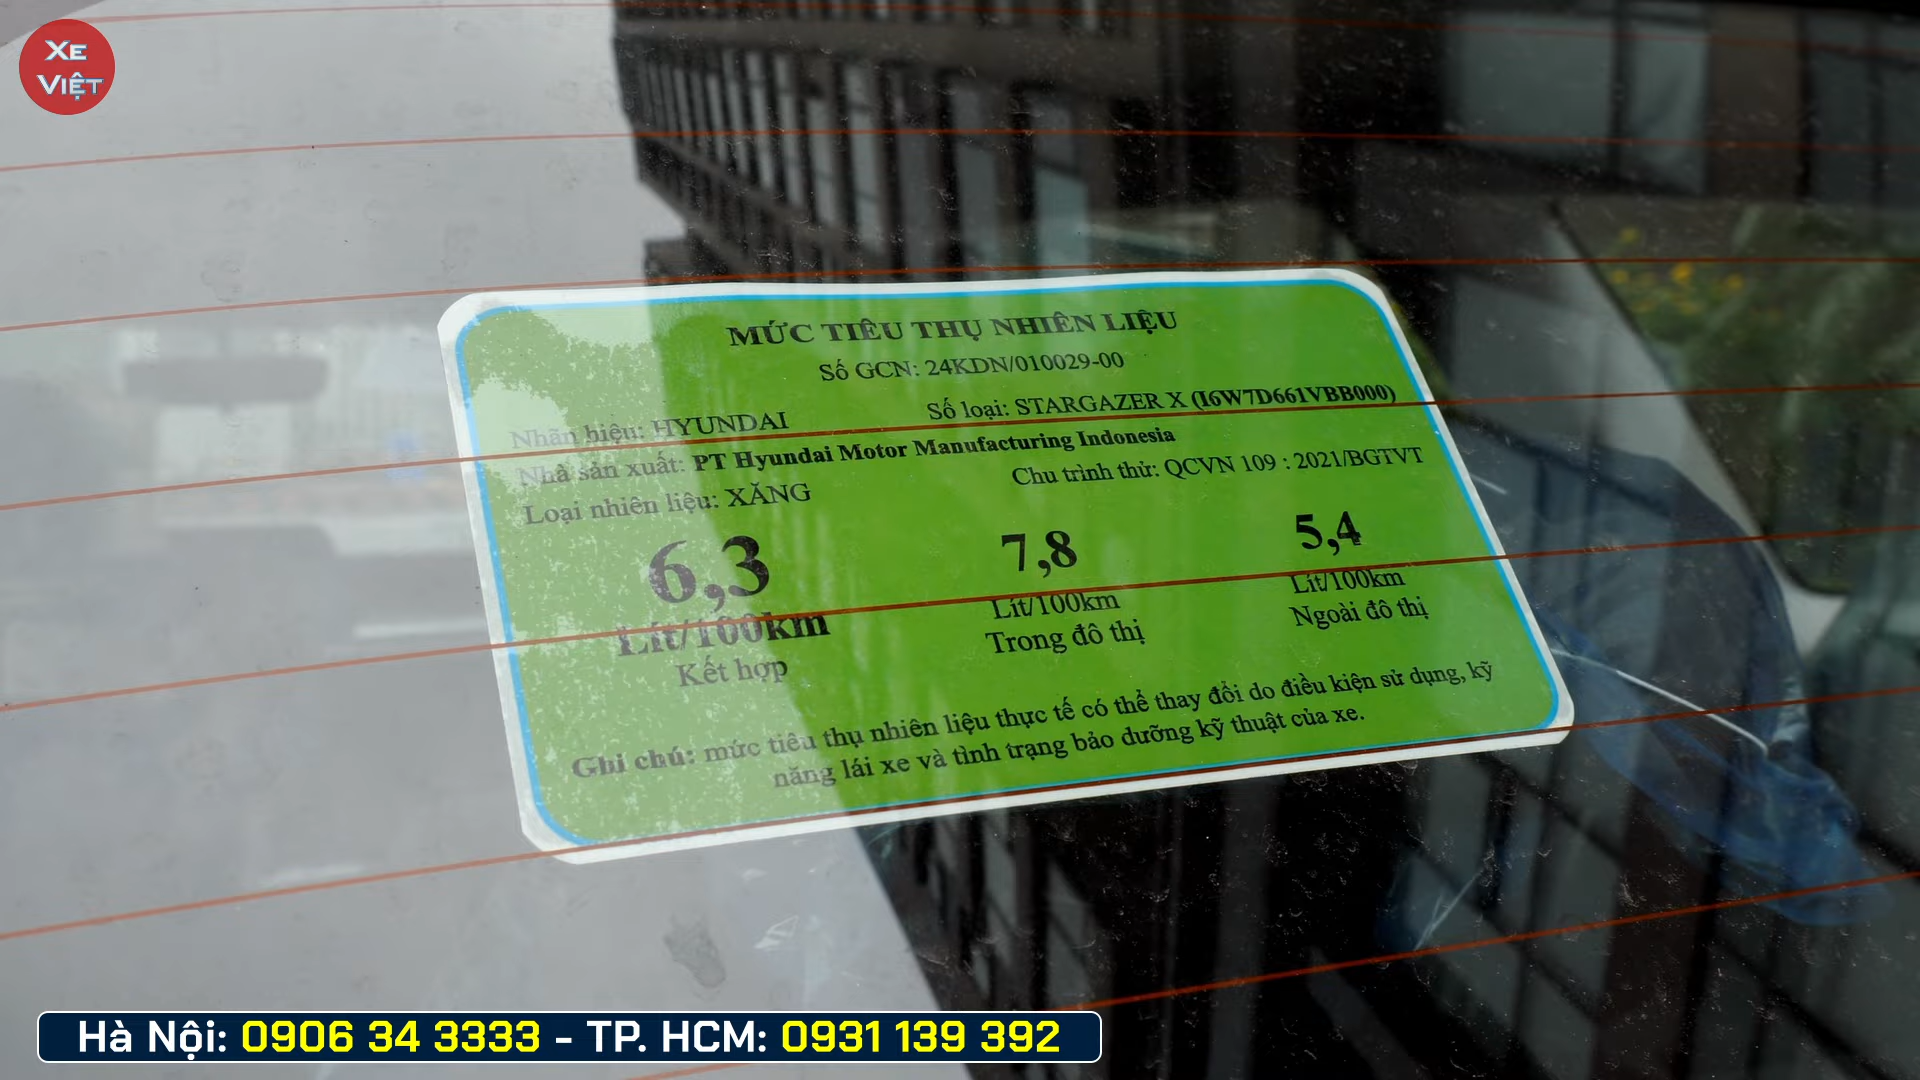 XE
VIỆT
MỨC TIÊU THỤ NHIÊN LIỆU
Số GCN: 24KDN/010029-00
Nhãn hiệu: HYUNDAI Số loại: STARGAZER X (I6W7D661VBB000)
Nhà sản xuất: PT Hyundai Motor Manufacturing Indonesia
Loại nhiên liệu: XĂNG Chu trình thử: QCVN 109 : 2021/BGTVT
6,3 7,8 5,4
Lít/100km Lít/100km Lít/100km
Kết hợp Trong đô thị Ngoài đô thị
Ghi chú: mức tiêu thụ nhiên liệu thực tế có thể thay đổi do điều kiện sử dụng, kỹ
năng lái xe và tình trạng bảo dưỡng kỹ thuật của xe.
Hà Nội: 0906 34 3333 - TP. HCM: 0931 139 392